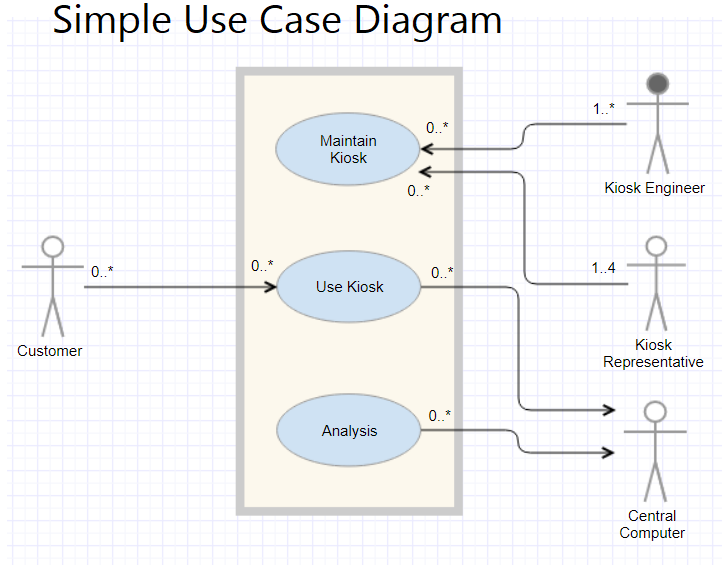 Simple Use Case Diagram
Maintain
Kiosk
0..*
1..*
Kiosk Engineer
0..*
1..4
Kiosk
Representative
0..*
Customer
0..*
Use Kiosk
0..*
Analysis
0..*
Central
Computer